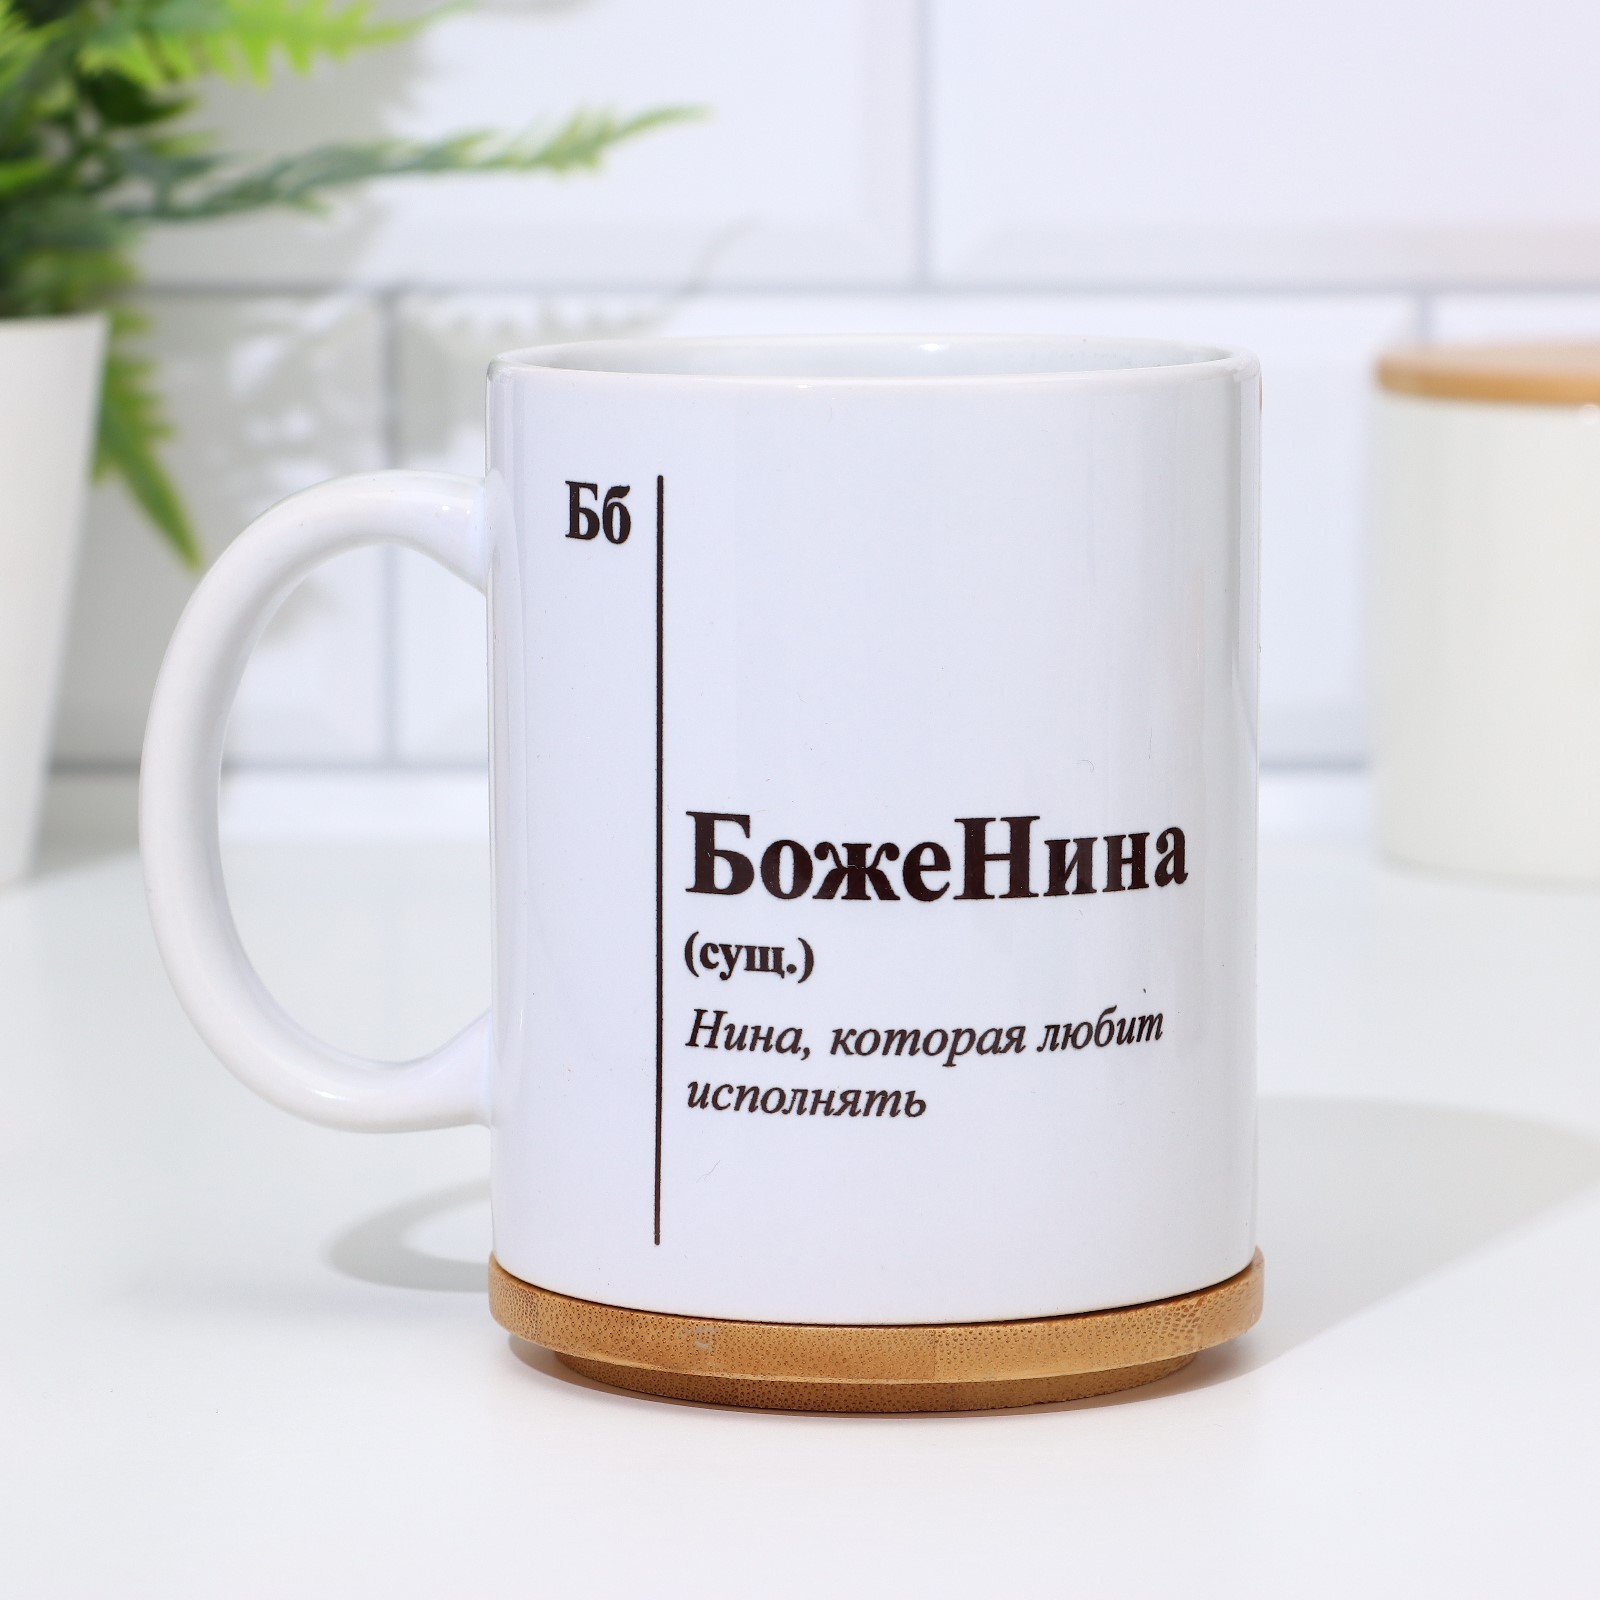 Бб
БожеНина
(сущ.)
Нина, которая любит
исполнять